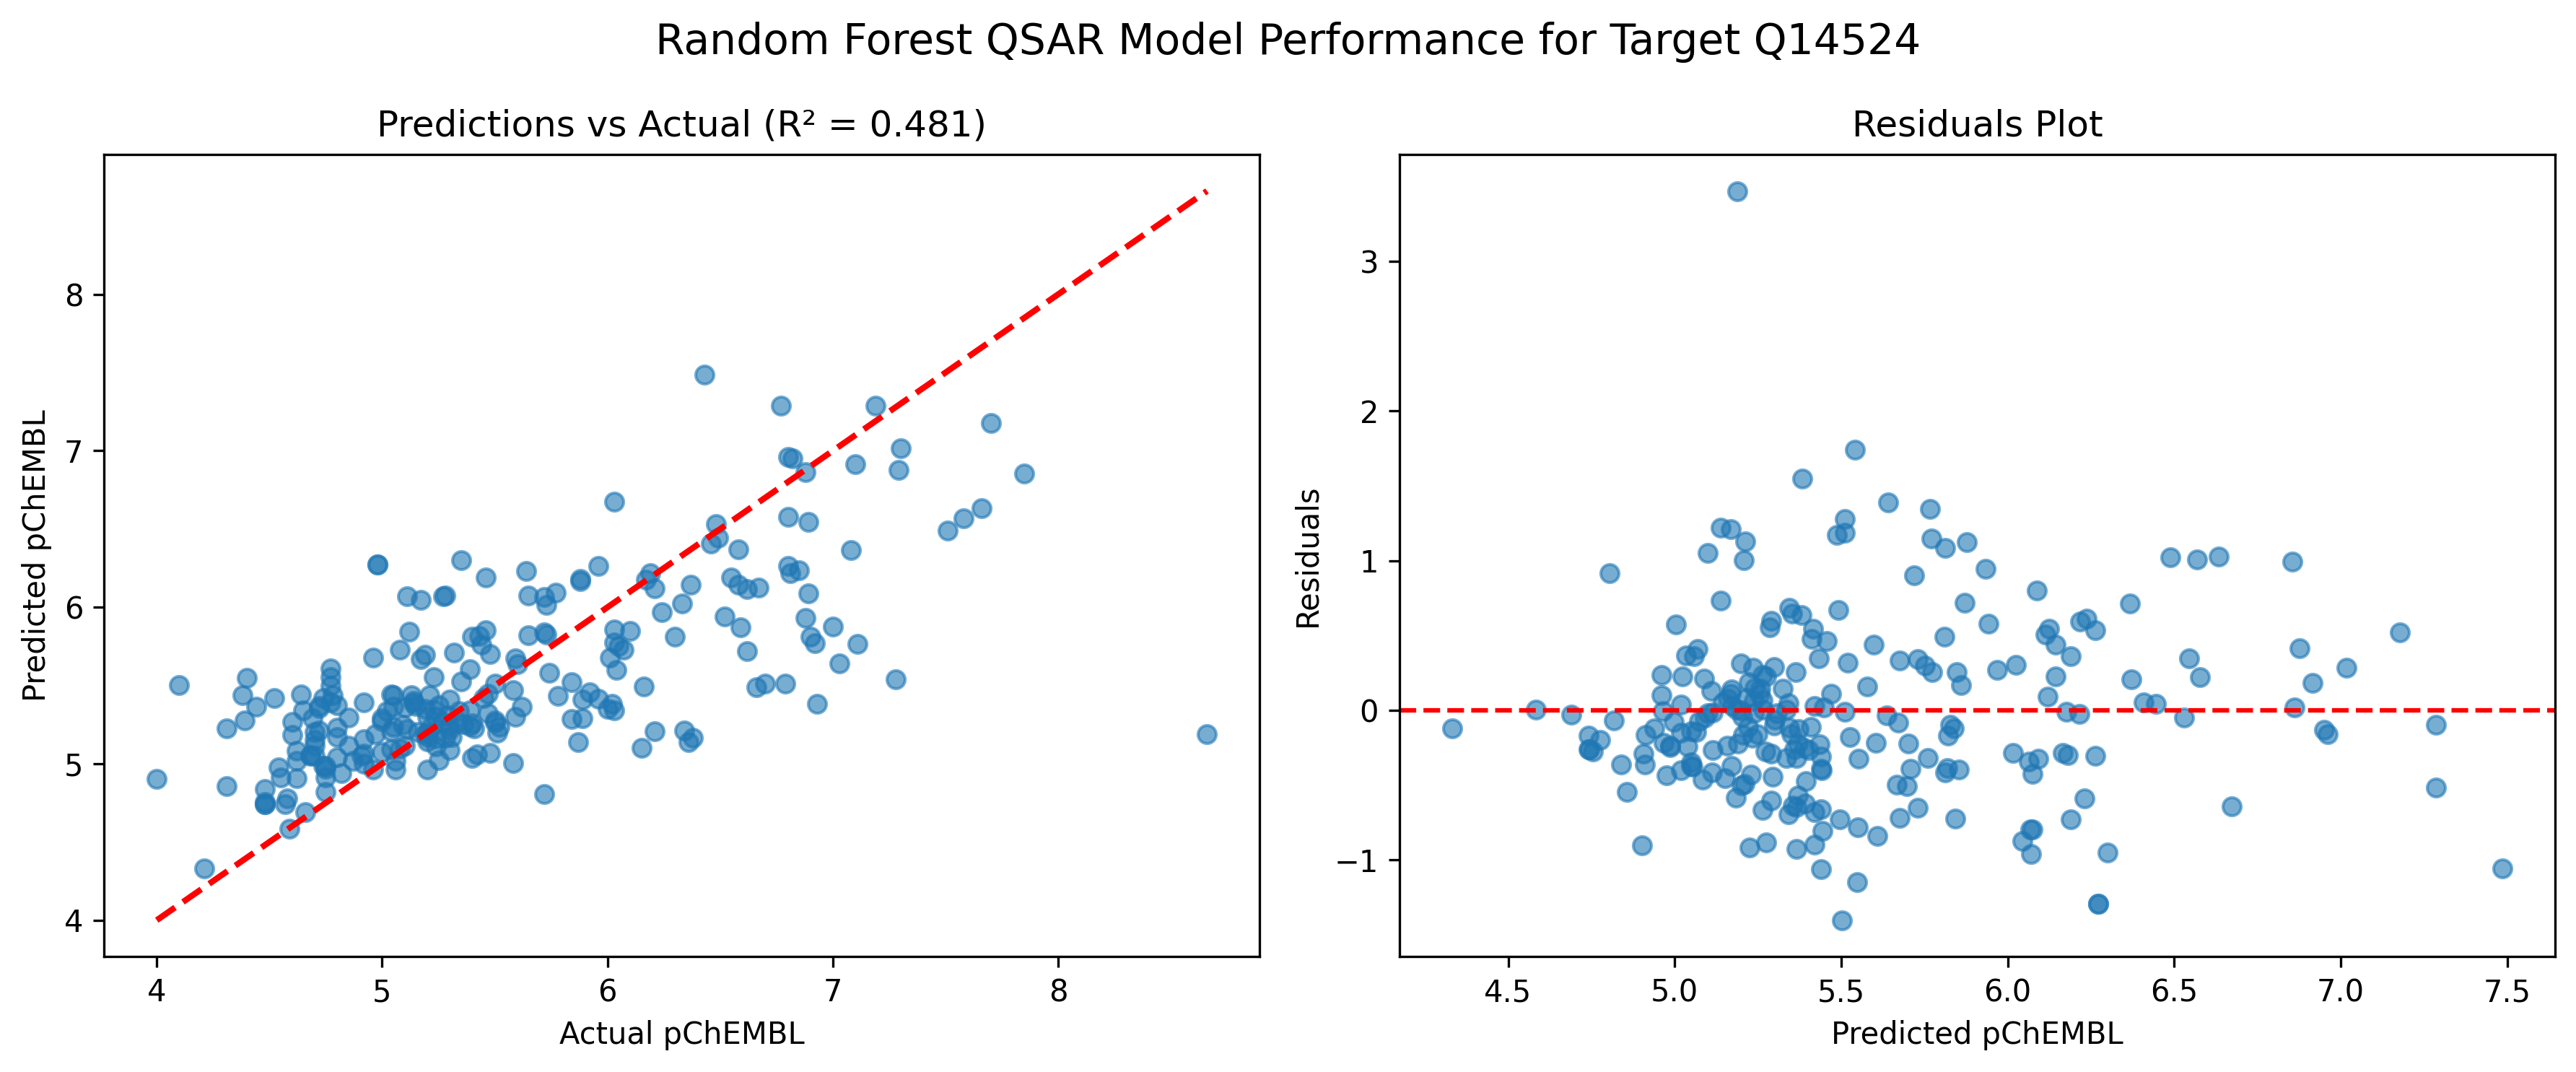 Random Forest QSAR Model Performance for Target Q14524
Predictions vs Actual (R² = 0.481)
Predicted pChEMBL
8
7
6
5
4
4 5 6 7 8
Actual pChEMBL
Residuals Plot
Residuals
3
2
1
0
−1
4.5 5.0 5.5 6.0 6.5 7.0 7.5
Predicted pChEMBL